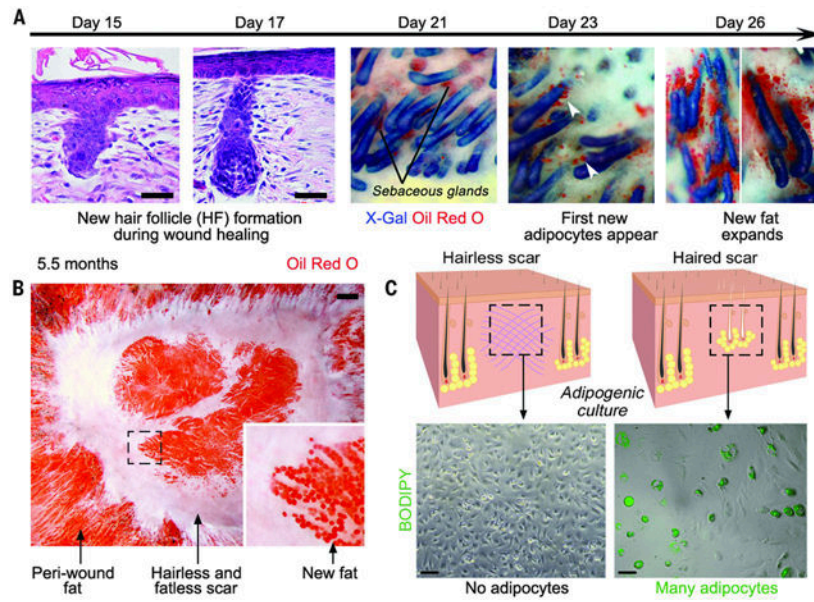 A
Day 15
Day 17
Day 21
Day 23
Day 26
Sebaceous glands
New hair follicle (HF) formation
during wound healing
X-Gal Oil Red O
First new
adipocytes appear
New fat
expands
5.5 months
Oil Red O
B
Peri-wound
fat
Hairless and
fatless scar
New fat
C
Hairless scar
Haired scar
Adipogenic
culture
BODIPY
No adipocytes
Many adipocytes